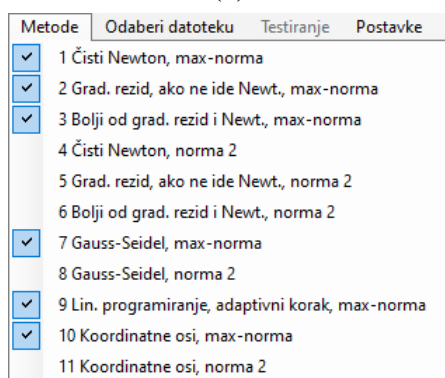 Metode Odaberi datoteku Testiranje Postavke
1 Čisti Newton, max-norma
2 Grad. rezid, ako ne ide Newt., max-norma
3 Bolji od grad. rezid i Newt., max-norma
4 Čisti Newton, norma 2
5 Grad. rezid, ako ne ide Newt., norma 2
6 Bolji od grad. rezid i Newt., norma 2
7 Gauss-Seidel, max-norma
8 Gauss-Seidel, norma 2
9 Lin. programiranje, adaptivni korak, max-norma
10 Koordinatne osi, max-norma
11 Koordinatne osi, norma 2